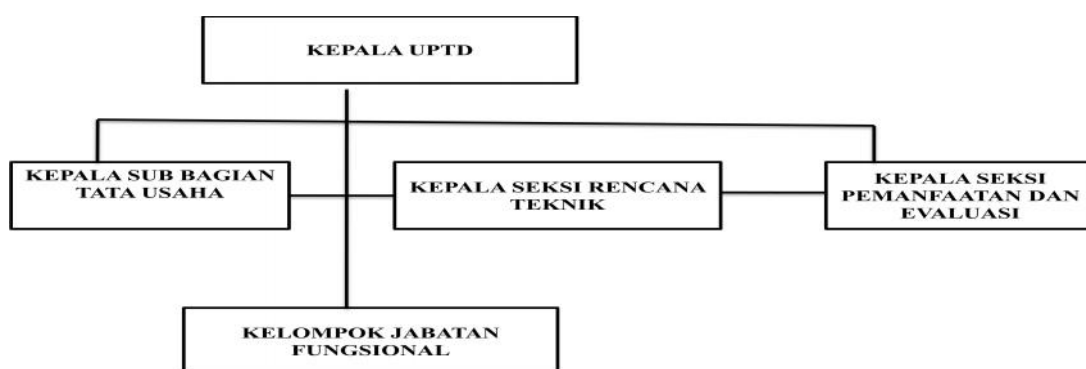 KEPALA UPTD
KEPALA SUB BAGIAN
TATA USAHA
KEPALA SEKSI RENCANA
TEKNIK
KEPALA SEKSI
PEMANFAATAN DAN
EVALUASI
KELOMPOK JABATAN
FUNGSIONAL